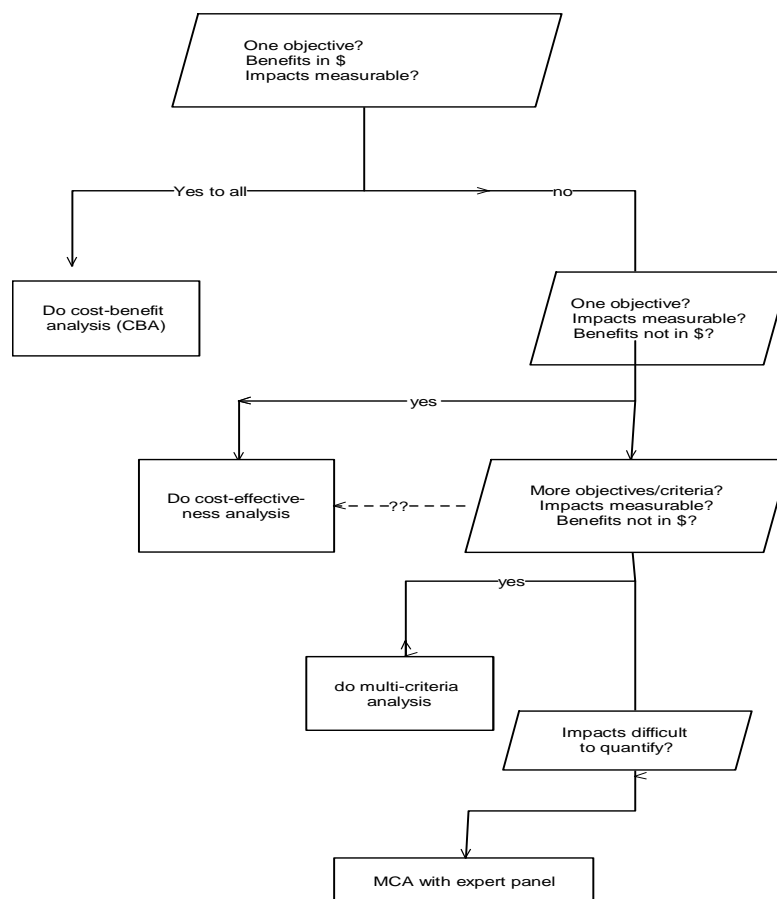 One objective?
Benefits in $
Impacts measurable?
Yes to all
no
Do cost-benefit
analysis (CBA)
One objective?
Impacts measurable?
Benefits not in $?
yes
Do cost-effective-
ness analysis
??
More objectives/criteria?
Impacts measurable?
Benefits not in $?
yes
do multi-criteria
analysis
Impacts difficult
to quantify?
MCA with expert panel